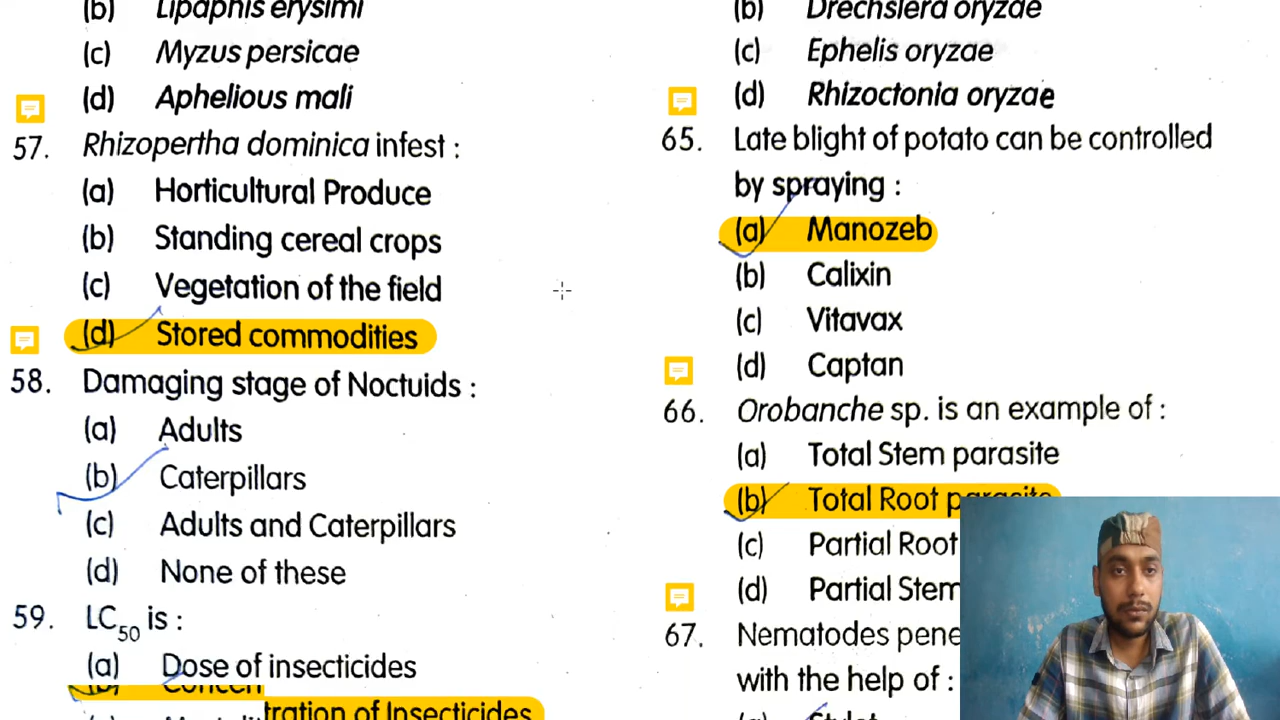 (b) Lipaphis erysimi
(c) Myzus persicae
(d) Aphelious mali
57. Rhizopertha dominica infest :
(a) Horticultural Produce
(b) Standing cereal crops
(c) Vegetation of the field
(d) Stored commodities
58. Damaging stage of Noctuids :
(a) Adults
(b) Caterpillars
(c) Adults and Caterpillars
(d) None of these
59. LC50 is :
(a) Dose of insecticides
(b) Concentration of Insecticides
(b) Drechslera oryzae
(c) Ephelis oryzae
(d) Rhizoctonia oryzae
65. Late blight of potato can be controlled
by spraying :
(a) Manozeb
(b) Calixin
(c) Vitavax
(d) Captan
66. Orobanche sp. is an example of :
(a) Total Stem parasite
(b) Total Root parasite
(c) Partial Root
(d) Partial Stem
67. Nematodes pene
with the help of :
(a) Stylet